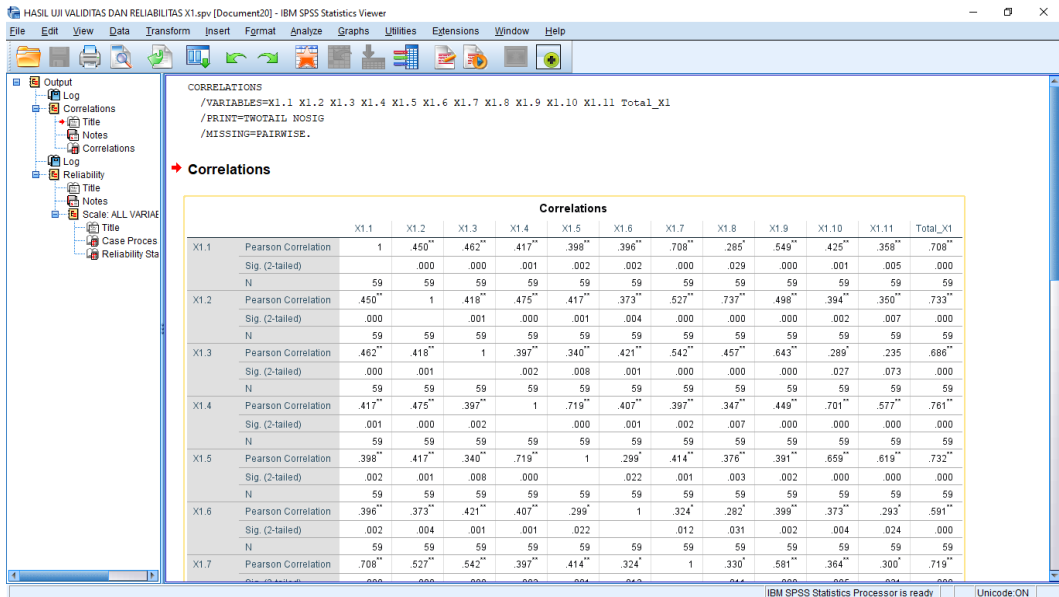 HASIL UJI VALIDITAS DAN RELIABILITAS X1.spv [Document20] - IBM SPSS Statistics Viewer
File Edit View Data Transform Insert Format Analyze Graphs Utilities Extensions Window Help
Output
Log
Correlations
Title
Notes
Correlations
Log
Reliability
Title
Notes
Scale: ALL VARIAE
Title
Case Proces
Reliability Sta
CORRELATIONS
/VARIABLES=X1.1 X1.2 X1.3 X1.4 X1.5 X1.6 X1.7 X1.8 X1.9 X1.10 X1.11 Total_X1
/PRINT=TWOTAIL NOSIG
/MISSING=PAIRWISE.
Correlations
Correlations
X1.1 X1.2 X1.3 X1.4 X1.5 X1.6 X1.7 X1.8 X1.9 X1.10 X1.11 Total_X1
X1.1 Pearson Correlation 1 .450** .462** .417** .398** .396** .708** .285* .549** .425** .358** .708**
Sig. (2-tailed) .000 .000 .001 .002 .002 .000 .029 .000 .001 .005 .000
N 59 59 59 59 59 59 59 59 59 59 59 59
X1.2 Pearson Correlation .450** 1 .418** .475** .417** .373** .527** .737** .498** .394** .350** .733**
Sig. (2-tailed) .000 .001 .000 .001 .004 .000 .000 .000 .002 .007 .000
N 59 59 59 59 59 59 59 59 59 59 59 59
X1.3 Pearson Correlation .462** .418** 1 .397** .340** .421** .542** .457** .643** .289* .235 .686**
Sig. (2-tailed) .000 .001 .002 .008 .001 .000 .000 .000 .027 .073 .000
N 59 59 59 59 59 59 59 59 59 59 59 59
X1.4 Pearson Correlation .417** .475** .397** 1 .719** .407** .397** .347** .449** .701** .577** .761**
Sig. (2-tailed) .001 .000 .002 .000 .001 .002 .007 .000 .000 .000 .000
N 59 59 59 59 59 59 59 59 59 59 59 59
X1.5 Pearson Correlation .398** .417** .340** .719** 1 .299* .414** .376** .391** .659** .619** .732**
Sig. (2-tailed) .002 .001 .008 .000 .022 .001 .003 .002 .000 .000 .000
N 59 59 59 59 59 59 59 59 59 59 59 59
X1.6 Pearson Correlation .396** .373** .421** .407** .299* 1 .324* .282* .399** .373** .293* .591**
Sig. (2-tailed) .002 .004 .001 .001 .022 .012 .031 .002 .004 .024 .000
N 59 59 59 59 59 59 59 59 59 59 59 59
X1.7 Pearson Correlation .708** .527** .542** .397** .414** .324* 1 .330* .581** .364** .300* .719**
IBM SPSS Statistics Processor is ready Unicode:ON